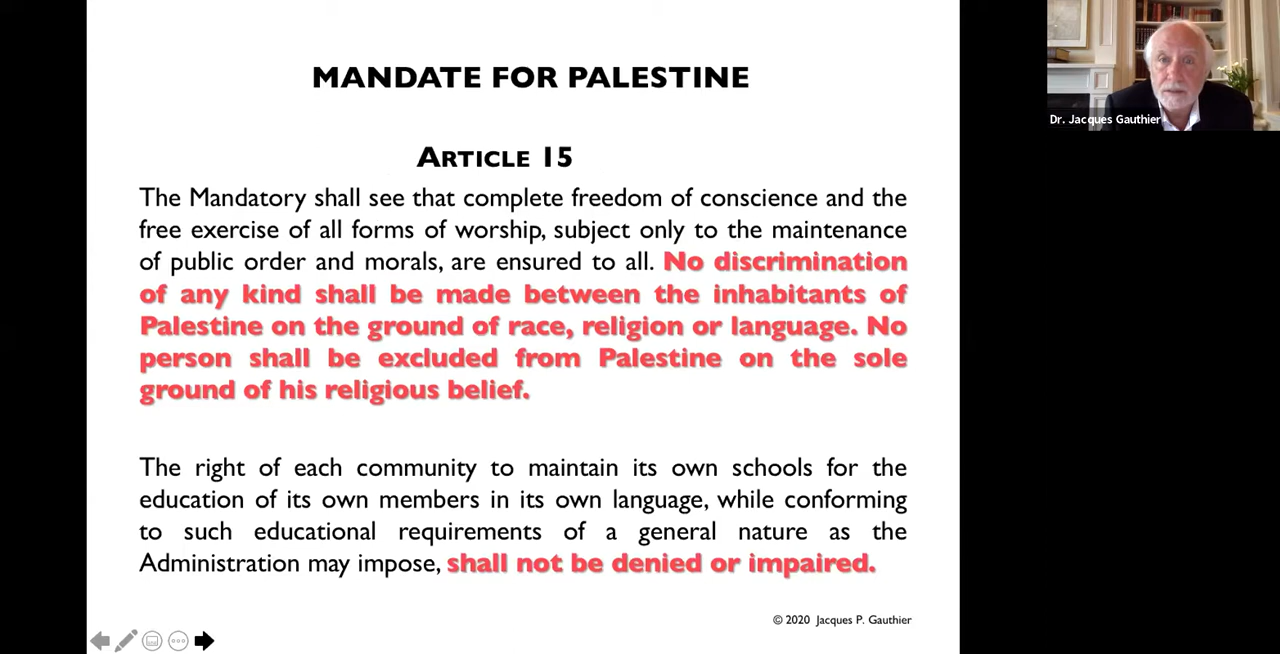 MANDATE FOR PALESTINE
Dr. Jacques Gauthier
ARTICLE 15
The Mandatory shall see that complete freedom of conscience and the
free exercise of all forms of worship, subject only to the maintenance
of public order and morals, are ensured to all. No discrimination
of any kind shall be made between the inhabitants of
Palestine on the ground of race, religion or language. No
person shall be excluded from Palestine on the sole
ground of his religious belief.
The right of each community to maintain its own schools for the
education of its own members in its own language, while conforming
to such educational requirements of a general nature as the
Administration may impose, shall not be denied or impaired.
© 2020 Jacques P. Gauthier